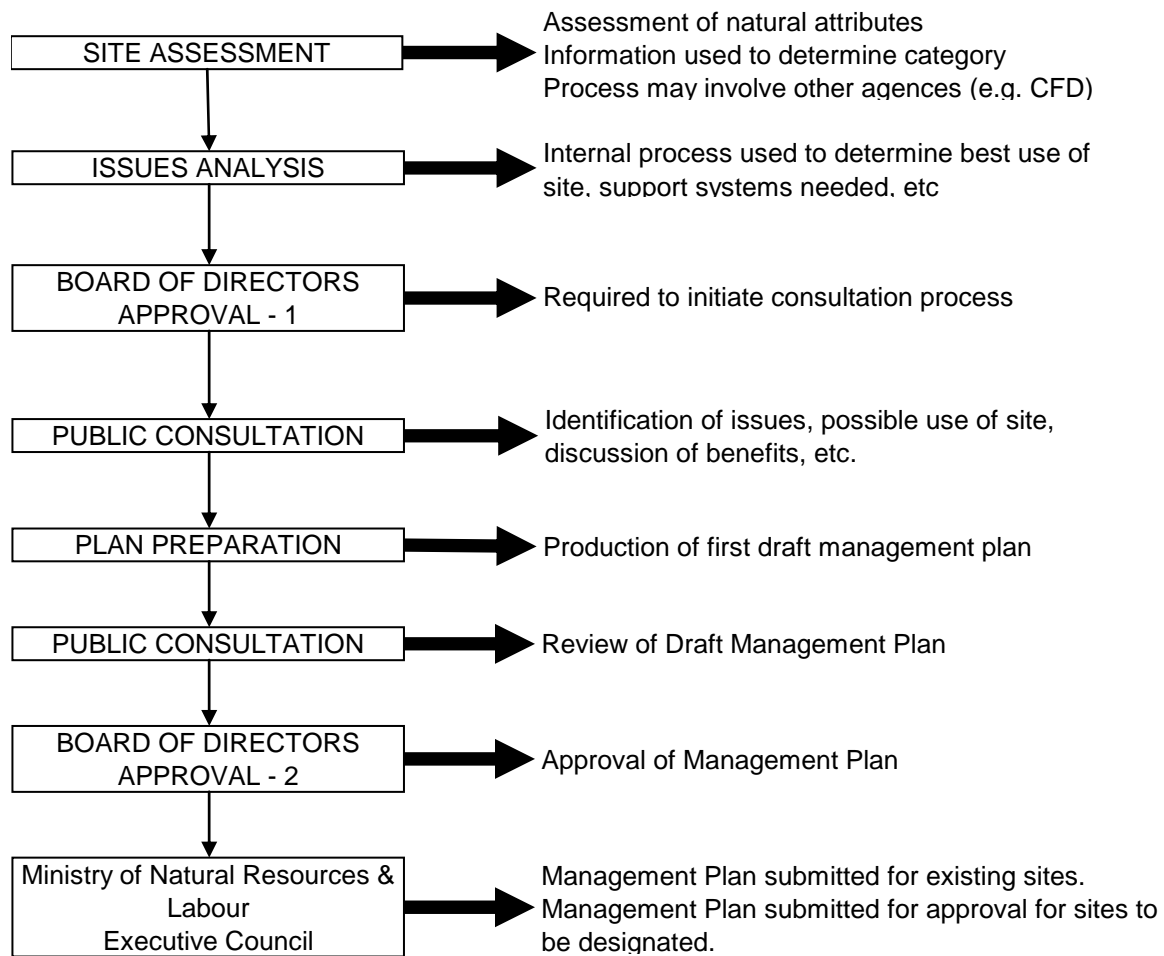 SITE ASSESSMENT
Assessment of natural attributes
Information used to determine category
Process may involve other agences (e.g. CFD)
ISSUES ANALYSIS
Internal process used to determine best use of
site, support systems needed, etc
BOARD OF DIRECTORS
APPROVAL - 1
Required to initiate consultation process
PUBLIC CONSULTATION
Identification of issues, possible use of site,
discussion of benefits, etc.
PLAN PREPARATION
Production of first draft management plan
PUBLIC CONSULTATION
Review of Draft Management Plan
BOARD OF DIRECTORS
APPROVAL - 2
Approval of Management Plan
Ministry of Natural Resources &
Labour
Executive Council
Management Plan submitted for existing sites.
Management Plan submitted for approval for sites to
be designated.